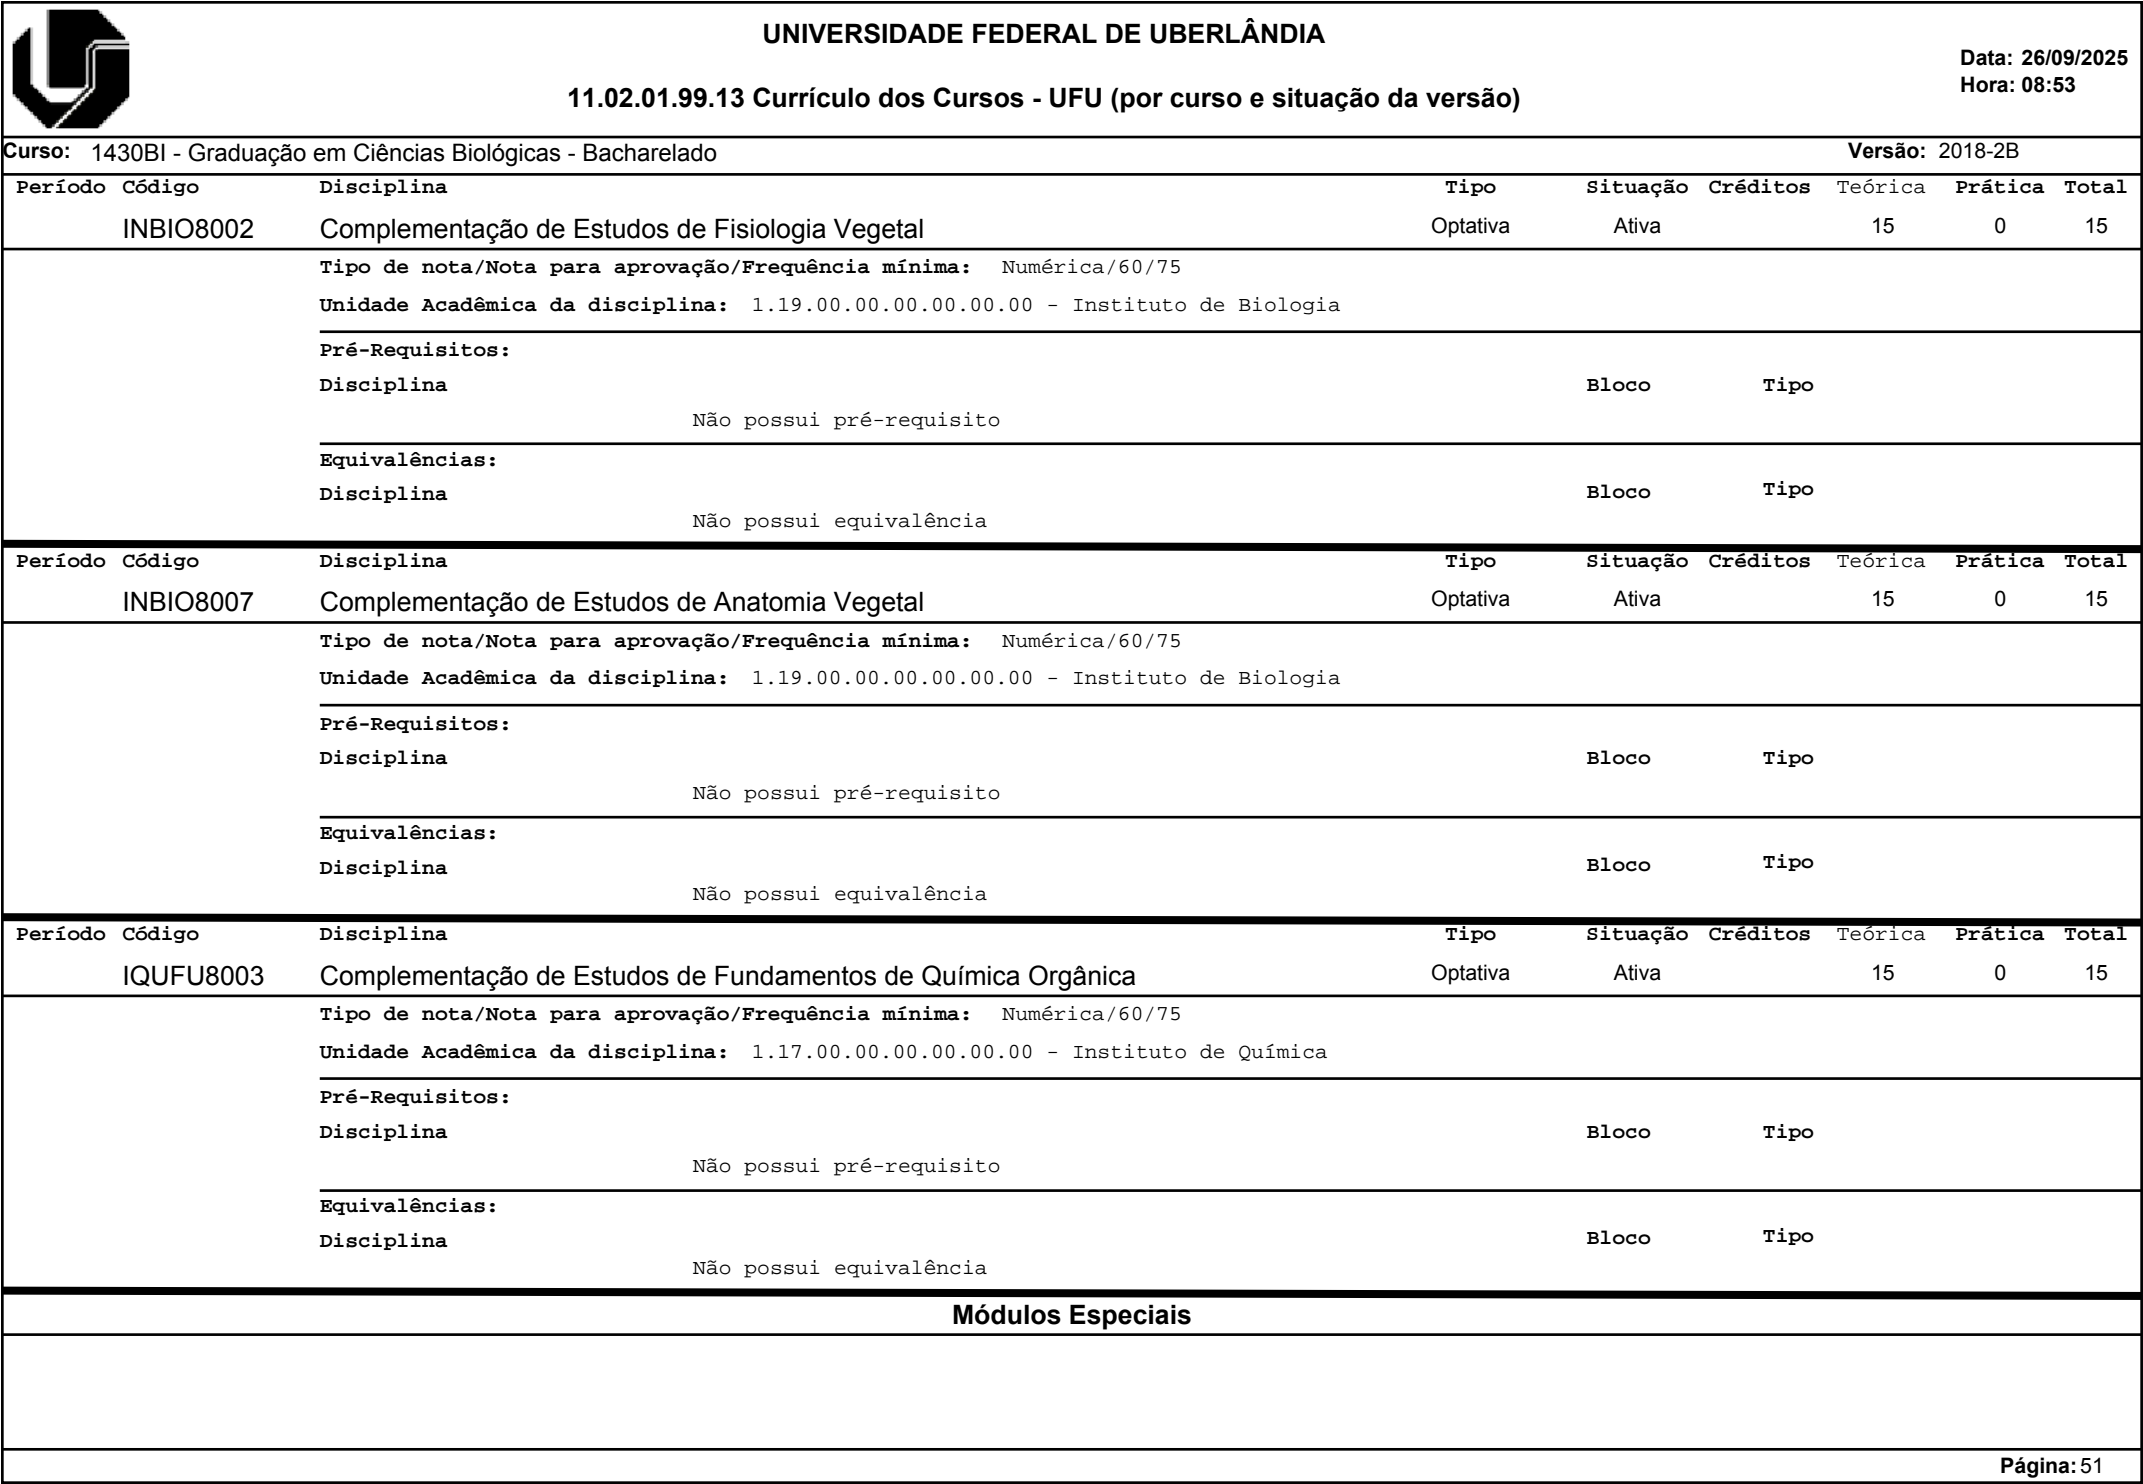 UNIVERSIDADE FEDERAL DE UBERLÂNDIA
Data: 26/09/2025
Hora: 08:53
11.02.01.99.13 Currículo dos Cursos - UFU (por curso e situação da versão)
Curso: 1430BI - Graduação em Ciências Biológicas - Bacharelado Versão: 2018-2B
Período Código Disciplina Tipo Situação Créditos Teórica Prática Total
INBIO8002 Complementação de Estudos de Fisiologia Vegetal Optativa Ativa 15 0 15
Tipo de nota/Nota para aprovação/Frequência mínima: Numérica/60/75
Unidade Acadêmica da disciplina: 1.19.00.00.00.00.00.00 - Instituto de Biologia
Pré-Requisitos:
Disciplina Bloco Tipo
Não possui pré-requisito
Equivalências:
Disciplina Bloco Tipo
Não possui equivalência
Período Código Disciplina Tipo Situação Créditos Teórica Prática Total
INBIO8007 Complementação de Estudos de Anatomia Vegetal Optativa Ativa 15 0 15
Tipo de nota/Nota para aprovação/Frequência mínima: Numérica/60/75
Unidade Acadêmica da disciplina: 1.19.00.00.00.00.00.00 - Instituto de Biologia
Pré-Requisitos:
Disciplina Bloco Tipo
Não possui pré-requisito
Equivalências:
Disciplina Bloco Tipo
Não possui equivalência
Período Código Disciplina Tipo Situação Créditos Teórica Prática Total
IQUFU8003 Complementação de Estudos de Fundamentos de Química Orgânica Optativa Ativa 15 0 15
Tipo de nota/Nota para aprovação/Frequência mínima: Numérica/60/75
Unidade Acadêmica da disciplina: 1.17.00.00.00.00.00.00 - Instituto de Química
Pré-Requisitos:
Disciplina Bloco Tipo
Não possui pré-requisito
Equivalências:
Disciplina Bloco Tipo
Não possui equivalência
Módulos Especiais
Página: 51